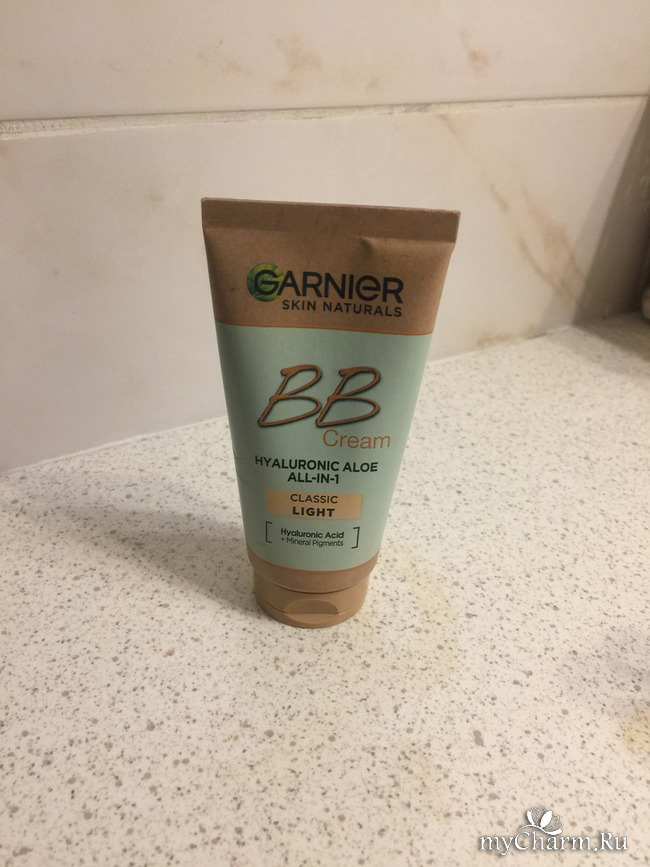 GARNIER
SKIN NATURALS
BB
Cream
HYALURONIC ALOE
ALL-IN-1
CLASSIC
LIGHT
Hyaluronic Acid
+ Mineral Pigments
myCharm.Ru